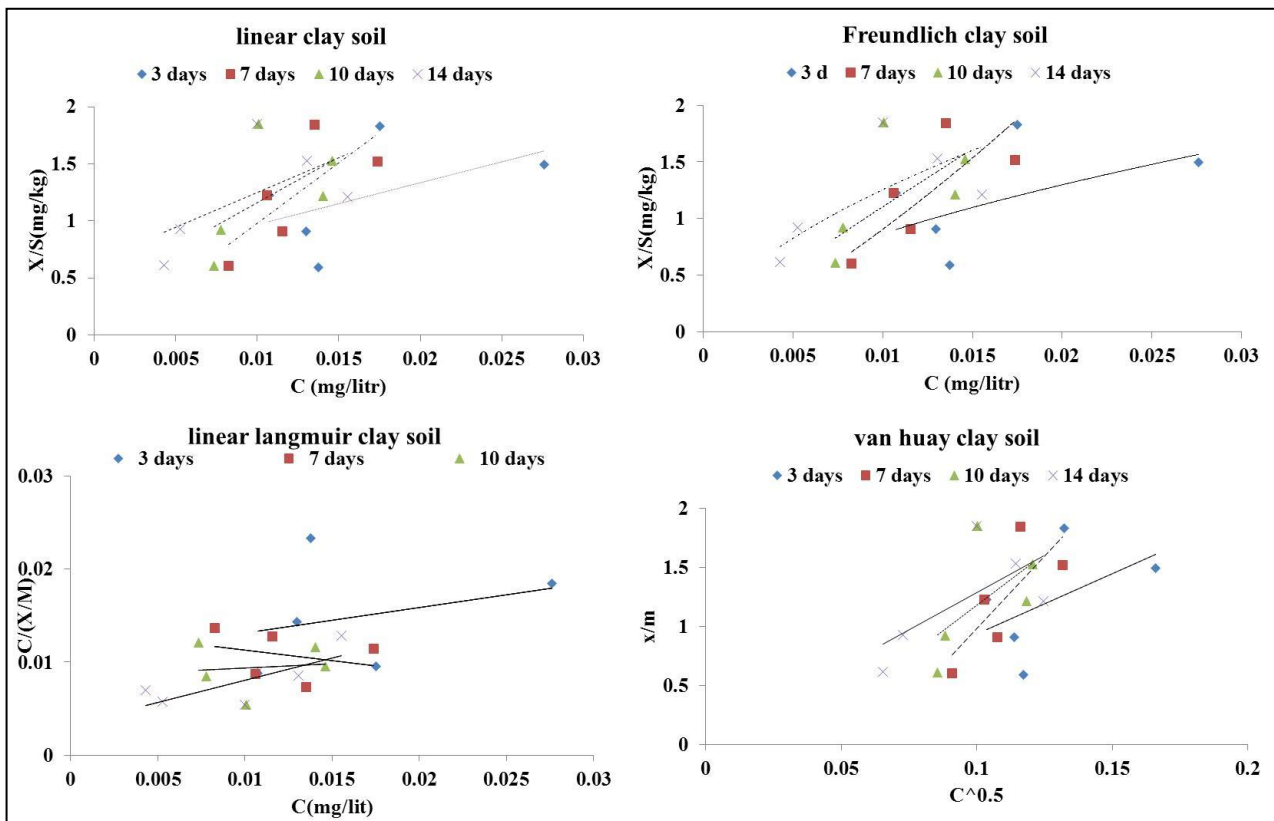 linear clay soil
3 days 7 days 10 days 14 days
X/S(mg/kg)
2
1.5
1
0.5
0
0 0.005 0.01 0.015 0.02 0.025 0.03
C (mg/litr)
Freundlich clay soil
3 d 7 days 10 days 14 days
X/S(mg/kg)
2
1.5
1
0.5
0
0 0.005 0.01 0.015 0.02 0.025 0.03
C (mg/litr)
linear langmuir clay soil
3 days 7 days 10 days
C/(X/M)
0.03
0.02
0.01
0
0 0.005 0.01 0.015 0.02 0.025 0.03
C(mg/lit)
van huay clay soil
3 days 7 days 10 days 14 days
x/m
2
1.5
1
0.5
0
0 0.05 0.1 0.15 0.2
C^0.5